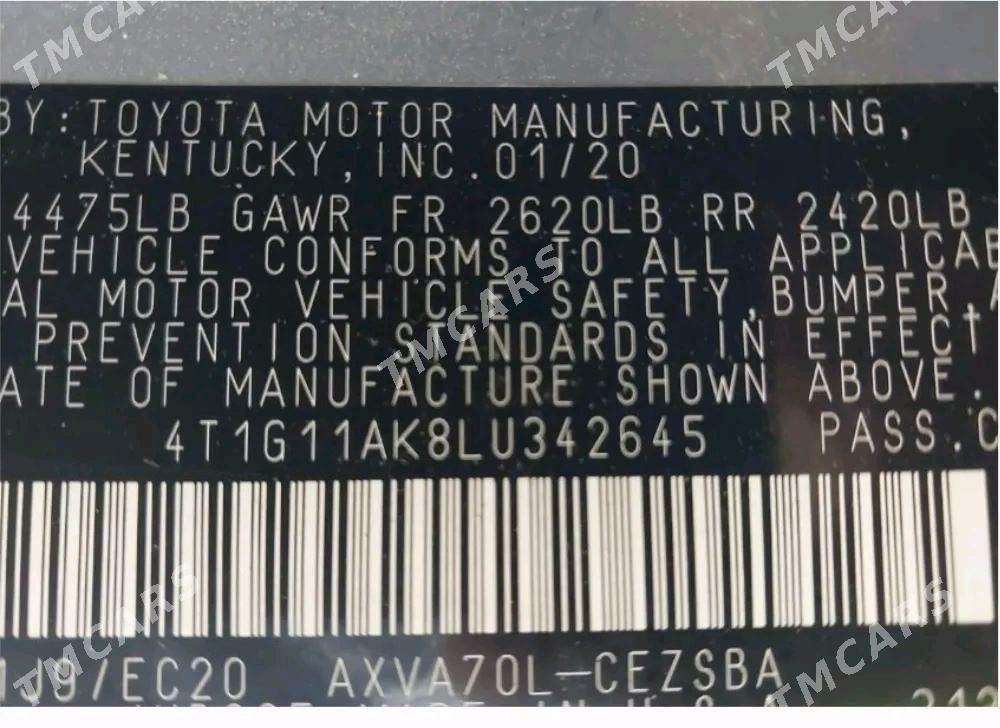 TMCARS TMCARS
BY: TOYOTA MOTOR MANUFACTURING,
KENTUCKY, INC. 01/20
4475LB GAWR FR 2620LB RR 2420LB
VEHICLE CONFORMS TO ALL APPLICAB
AL MOTOR VEHICLE SAFETY, BUMPER, A
PREVENTION STANDARDS IN EFFECT
ATE OF MANUFACTURE SHOWN ABOVE.
TMCARS
4T1G11AK8LU342645 PASS.C
TMCARS TMCARS
/EC20 AXVA70L-CEZSBA